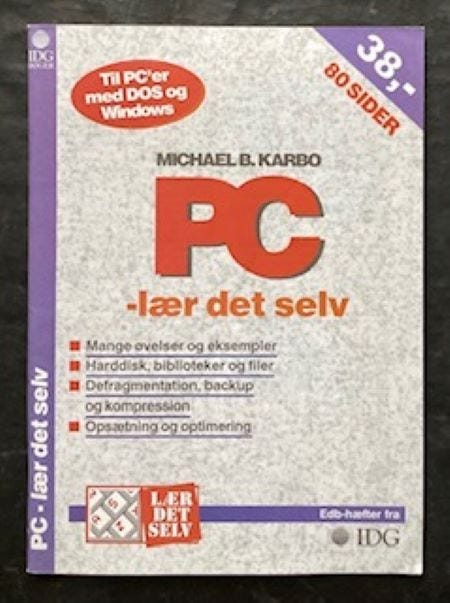 IDG
BØGER
Til PC'er
med DOS og
Windows
38,-
80 SIDER
MICHAEL B. KARBO
PC
-lær det selv
Mange øvelser og eksempler
Harddisk, biblioteker og filer
Defragmentation, backup
og kompression
Opsætning og optimering
PC - lær det selv
LÆR
DET
SELV
Edb-hæfter fra
IDG